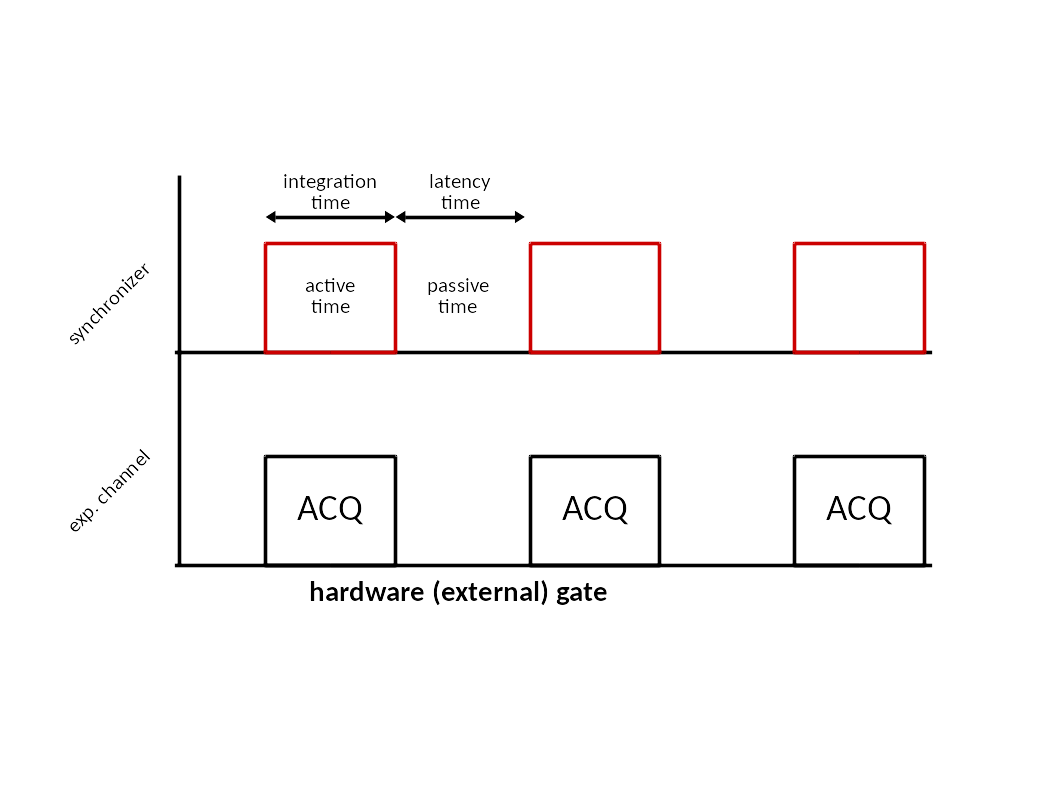 integration
time
latency
time
synchronizer
active
time
passive
time
exp. channel
ACQ
ACQ
ACQ
hardware (external) gate